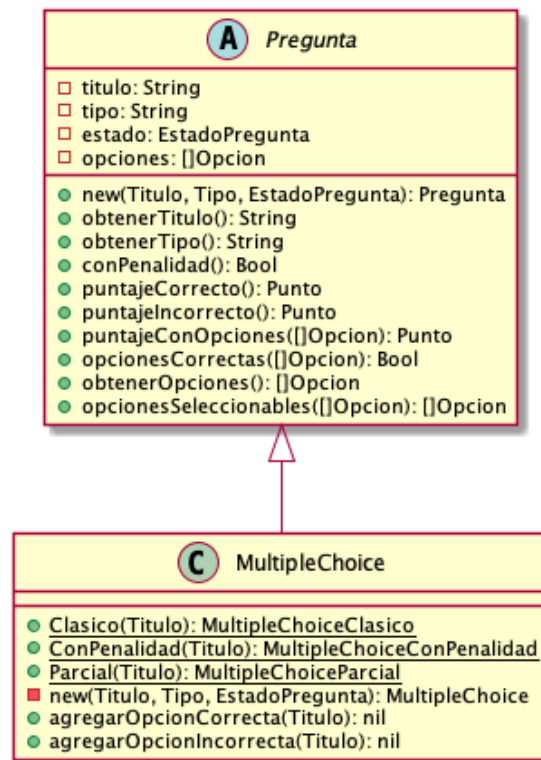 A Pregunta
titulo: String
tipo: String
estado: EstadoPregunta
opciones: []Opcion
new(Titulo, Tipo, EstadoPregunta): Pregunta
obtenerTitulo(): String
obtenerTipo(): String
conPenalidad(): Bool
puntajeCorrecto(): Punto
puntajeIncorrecto(): Punto
puntajeConOpciones([]Opcion): Punto
opcionesCorrectas([]Opcion): Bool
obtenerOpciones(): []Opcion
opcionesSeleccionables([]Opcion): []Opcion
C MultipleChoice
Clasico(Titulo): MultipleChoiceClasico
ConPenalidad(Titulo): MultipleChoiceConPenalidad
Parcial(Titulo): MultipleChoiceParcial
new(Titulo, Tipo, EstadoPregunta): MultipleChoice
agregarOpcionCorrecta(Titulo): nil
agregarOpcionIncorrecta(Titulo): nil